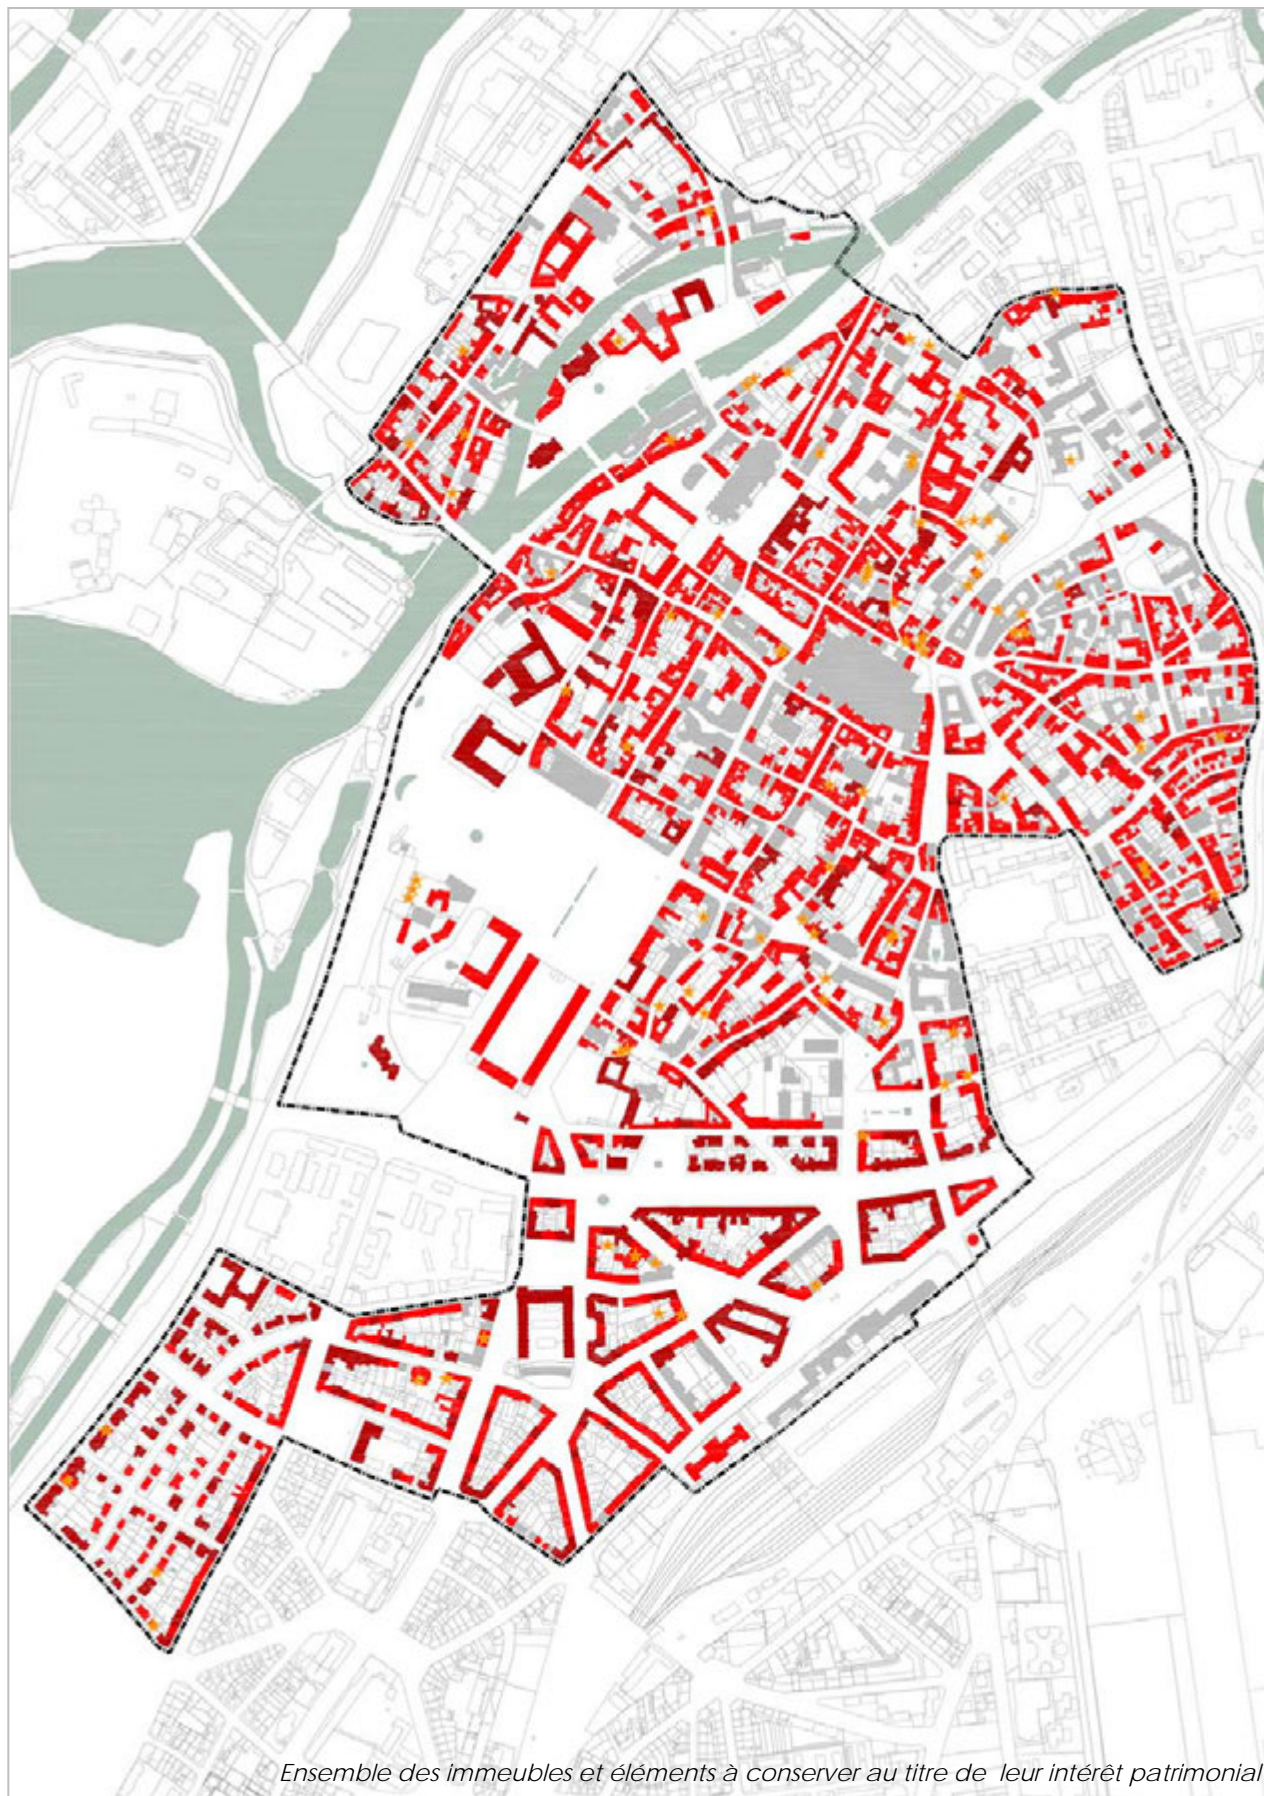 Ensemble des immeubles et éléments à conserver au titre de leur intérêt patrimonial